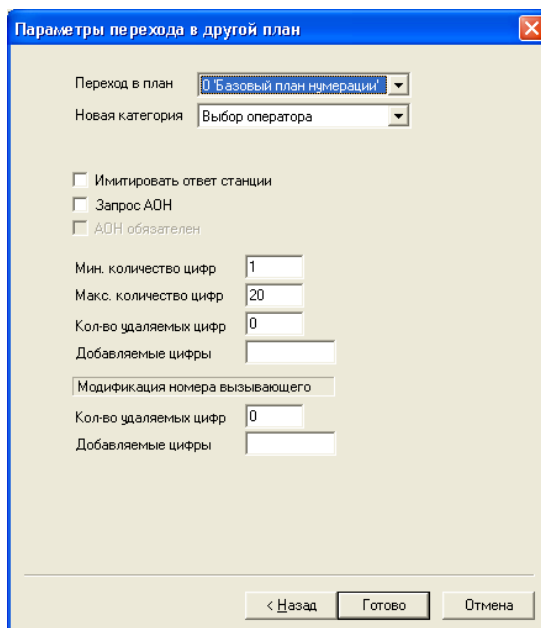 Параметры перехода в другой план
Переход в план 0 'Базовый план нумерации'
Новая категория Выбор оператора
Имитировать ответ станции
Запрос АОН
АОН обязателен
Мин. количество цифр 1
Макс. количество цифр 20
Кол-во удаляемых цифр 0
Добавляемые цифры
Модификация номера вызывающего
Кол-во удаляемых цифр 0
Добавляемые цифры
< Назад Готово Отмена